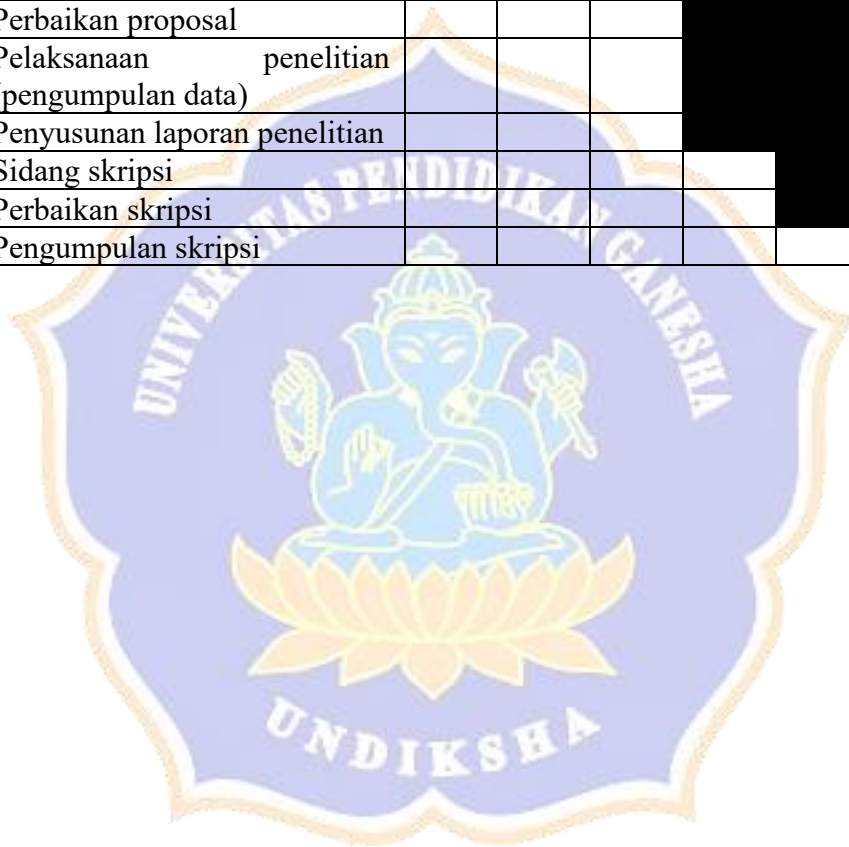 Perbaikan proposal
Pelaksanaan penelitian
(pengumpulan data)
Penyusunan laporan penelitian
Sidang skripsi
Perbaikan skripsi
Pengumpulan skripsi
UNIVERSITAS PENDIDIKAN GANESHA
UNDIKSHA